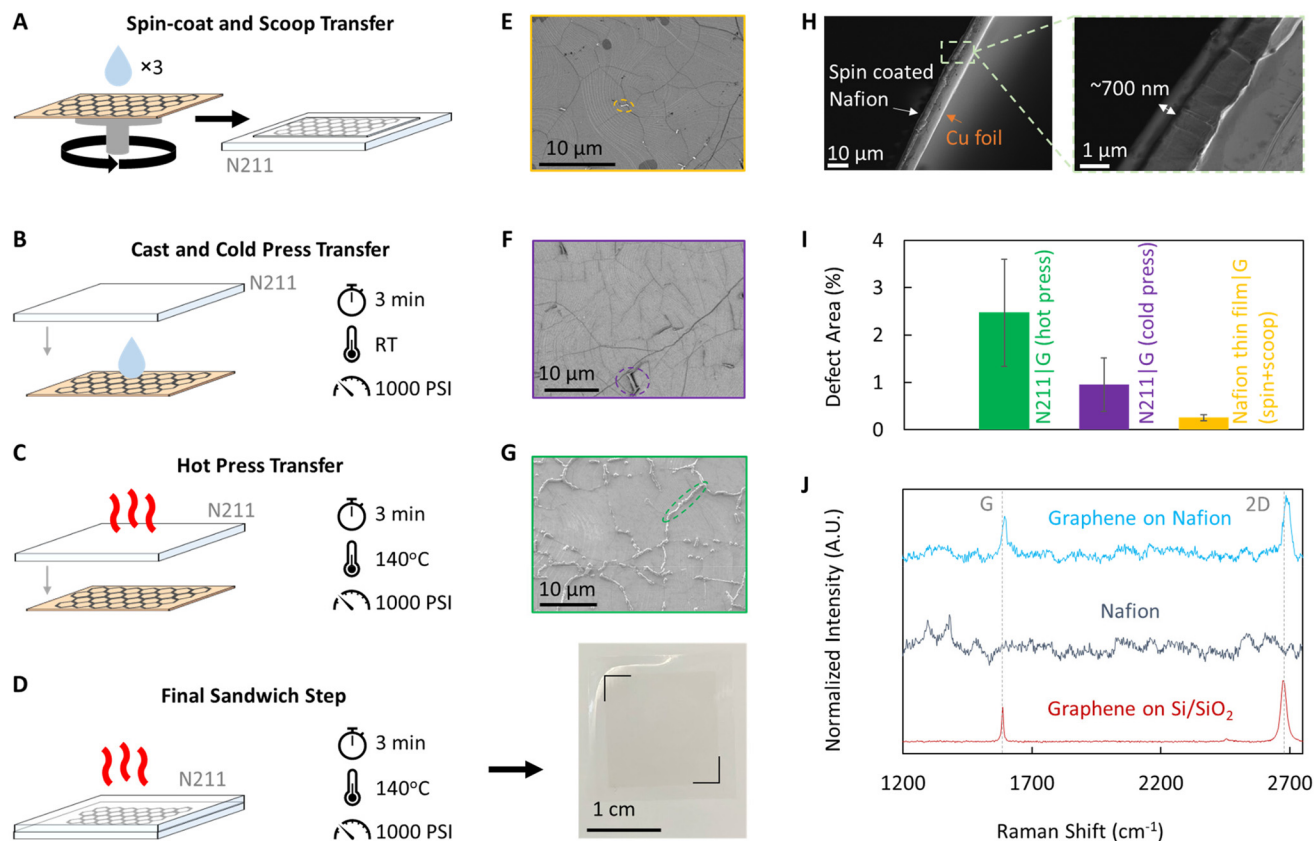 A
Spin-coat and Scoop Transfer
×3
N211
B
Cast and Cold Press Transfer
N211
3 min
RT
1000 PSI
C
Hot Press Transfer
N211
3 min
140°C
1000 PSI
D
Final Sandwich Step
N211
3 min
140°C
1000 PSI
E
10 µm
F
10 µm
G
10 µm
1 cm
H
Spin coated
Nafion
Cu foil
10 µm
~700 nm
1 µm
I
Defect Area (%)
4
3
2
1
0
N211|G (hot press)
N211|G (cold press)
Nafion thin film|G
(spin+scoop)
J
Normalized Intensity (A.U.)
G
2D
Graphene on Nafion
Nafion
Graphene on Si/SiO₂
1200
1700
2200
2700
Raman Shift (cm⁻¹)